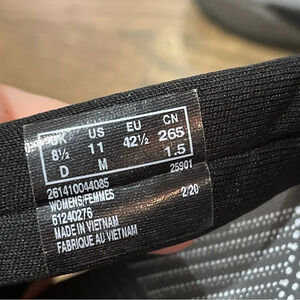 UK US EU CN
8½ 11 42½ 265
D M 1.5
25901
261410044085
WOMENS/FEMMES
61240276 2/20
MADE IN VIETNAM
FABRIQUE AU VIETNAM